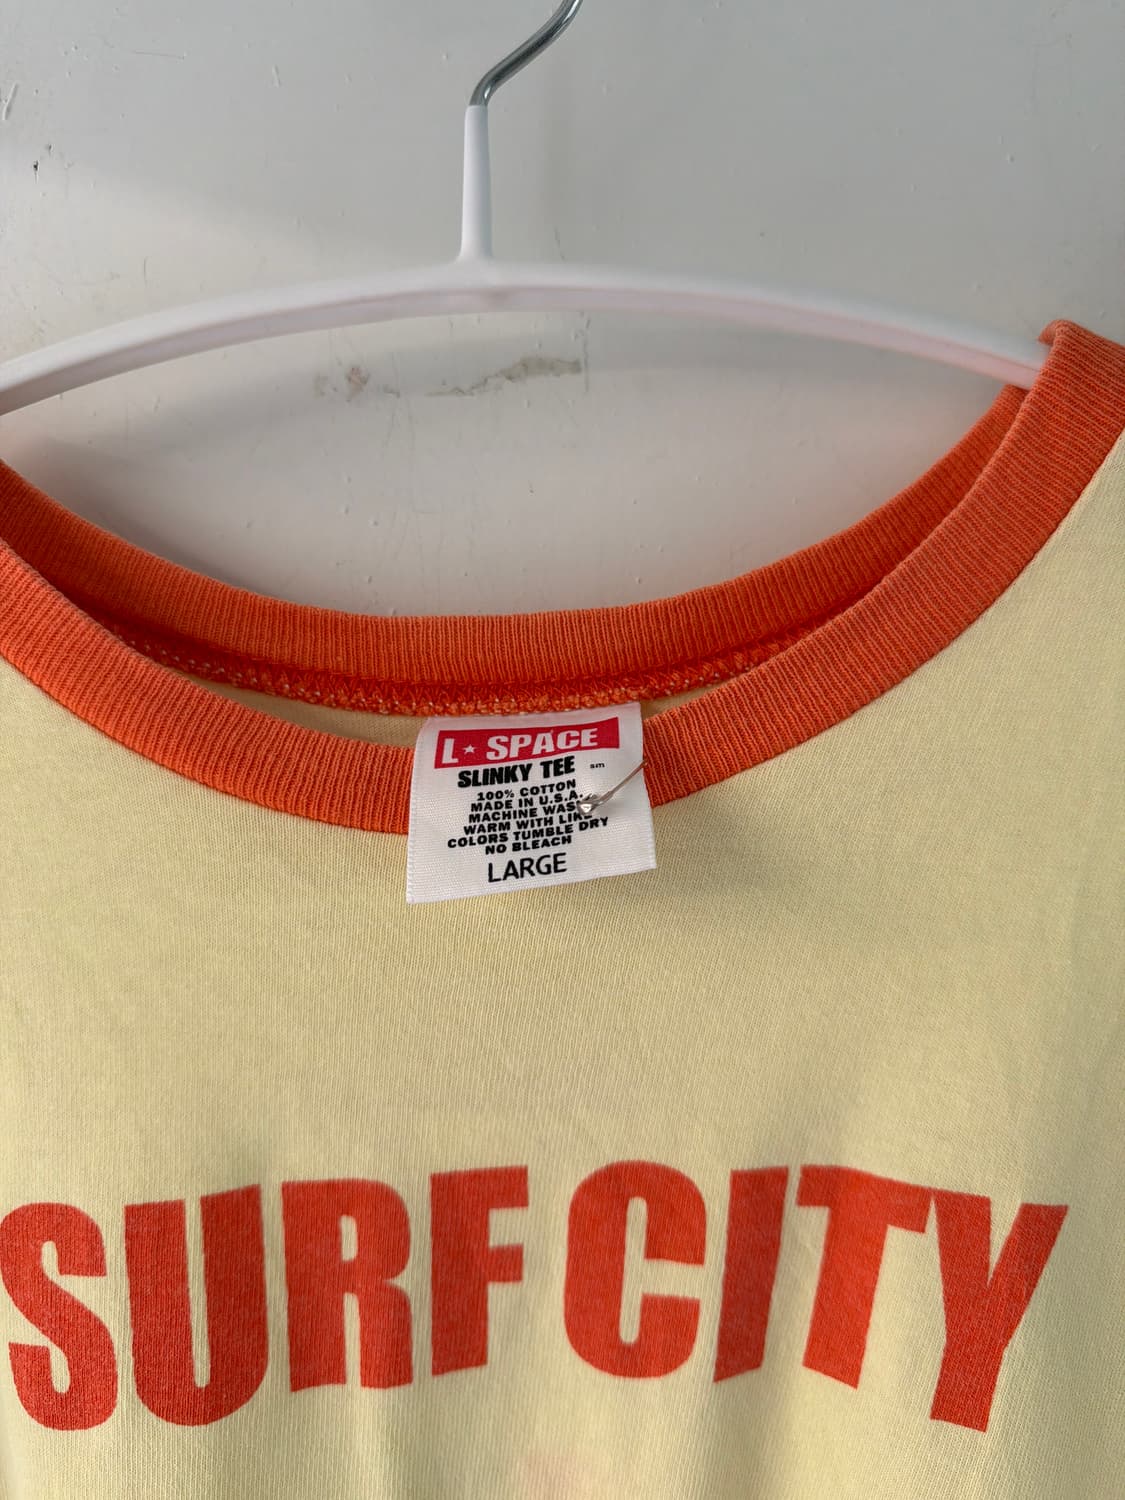 L★SPACE
SLINKY TEE sm
100% COTTON
MADE IN U.S.A.
MACHINE WASH
WARM WITH LIKE
COLORS TUMBLE DRY
NO BLEACH
LARGE
SURF CITY